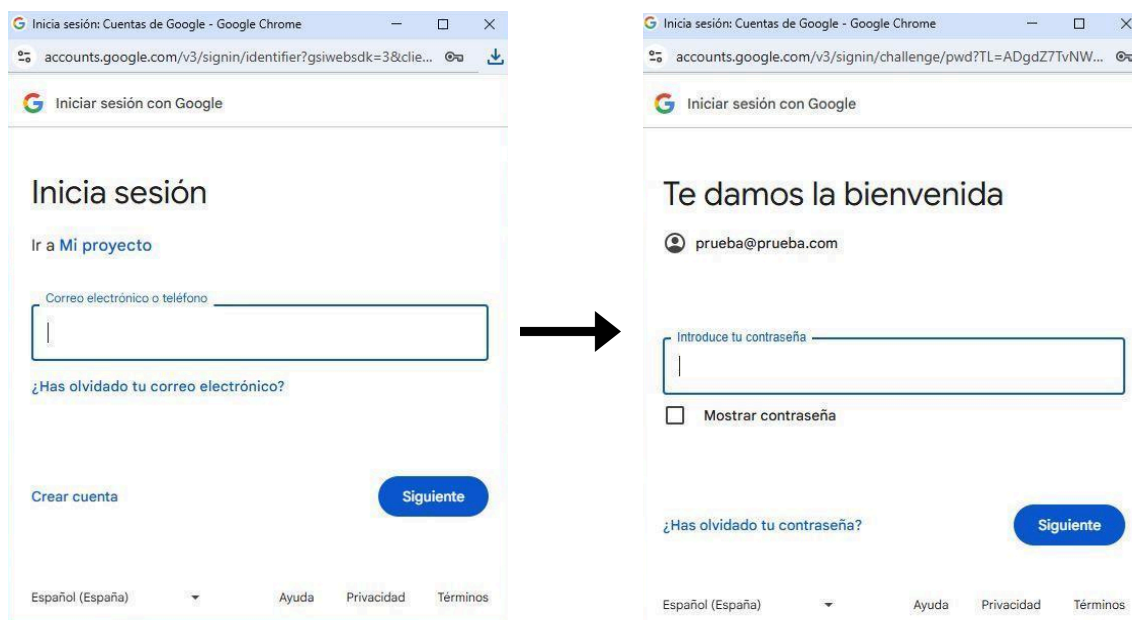 Inicia sesión: Cuentas de Google - Google Chrome
accounts.google.com/v3/signin/identifier?gsiwebsdk=3&clie...
Iniciar sesión con Google
Inicia sesión
Ir a Mi proyecto
Correo electrónico o teléfono
¿Has olvidado tu correo electrónico?
Crear cuenta
Siguiente
Español (España)
Ayuda
Privacidad
Términos
Inicia sesión: Cuentas de Google - Google Chrome
accounts.google.com/v3/signin/challenge/pwd?TL=ADgdZ7TvNW...
Iniciar sesión con Google
Te damos la bienvenida
prueba@prueba.com
Introduce tu contraseña
Mostrar contraseña
¿Has olvidado tu contraseña?
Siguiente
Español (España)
Ayuda
Privacidad
Términos